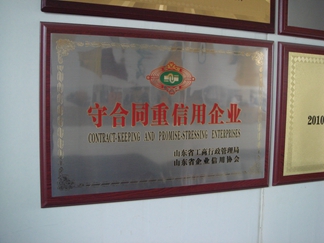 守合同重信用企业
CONTRACT-KEEPING AND PROMISE-STRESSING ENTERPRISES
山东省工商行政管理局
山东省企业信用协会
2010